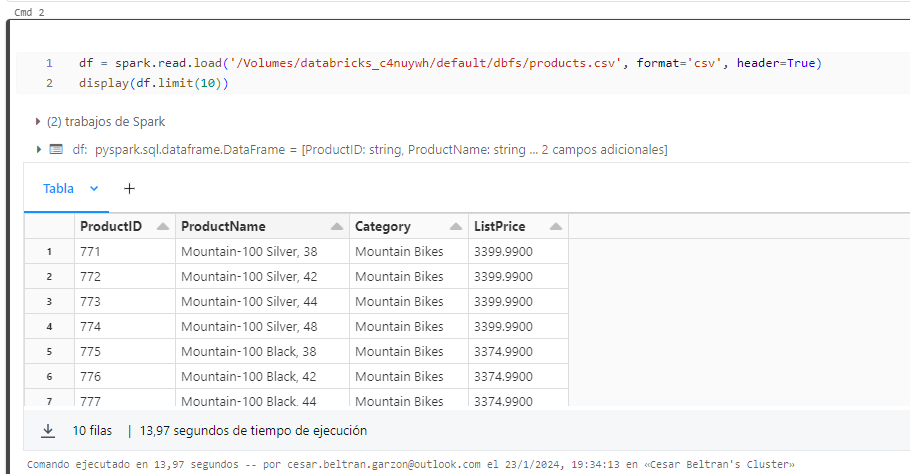 Cmd 2
1 df = spark.read.load('/Volumes/databricks_c4nuywh/default/dbfs/products.csv', format='csv', header=True)
2 display(df.limit(10))
(2) trabajos de Spark
df: pyspark.sql.dataframe.DataFrame = [ProductID: string, ProductName: string ... 2 campos adicionales]
Tabla +
ProductID ProductName Category ListPrice
1 771 Mountain-100 Silver, 38 Mountain Bikes 3399.9900
2 772 Mountain-100 Silver, 42 Mountain Bikes 3399.9900
3 773 Mountain-100 Silver, 44 Mountain Bikes 3399.9900
4 774 Mountain-100 Silver, 48 Mountain Bikes 3399.9900
5 775 Mountain-100 Black, 38 Mountain Bikes 3374.9900
6 776 Mountain-100 Black, 42 Mountain Bikes 3374.9900
7 777 Mountain-100 Black, 44 Mountain Bikes 3374.9900
10 filas | 13,97 segundos de tiempo de ejecución
Comando ejecutado en 13,97 segundos -- por cesar.beltran.garzon@outlook.com el 23/1/2024, 19:34:13 en «Cesar Beltran's Cluster»